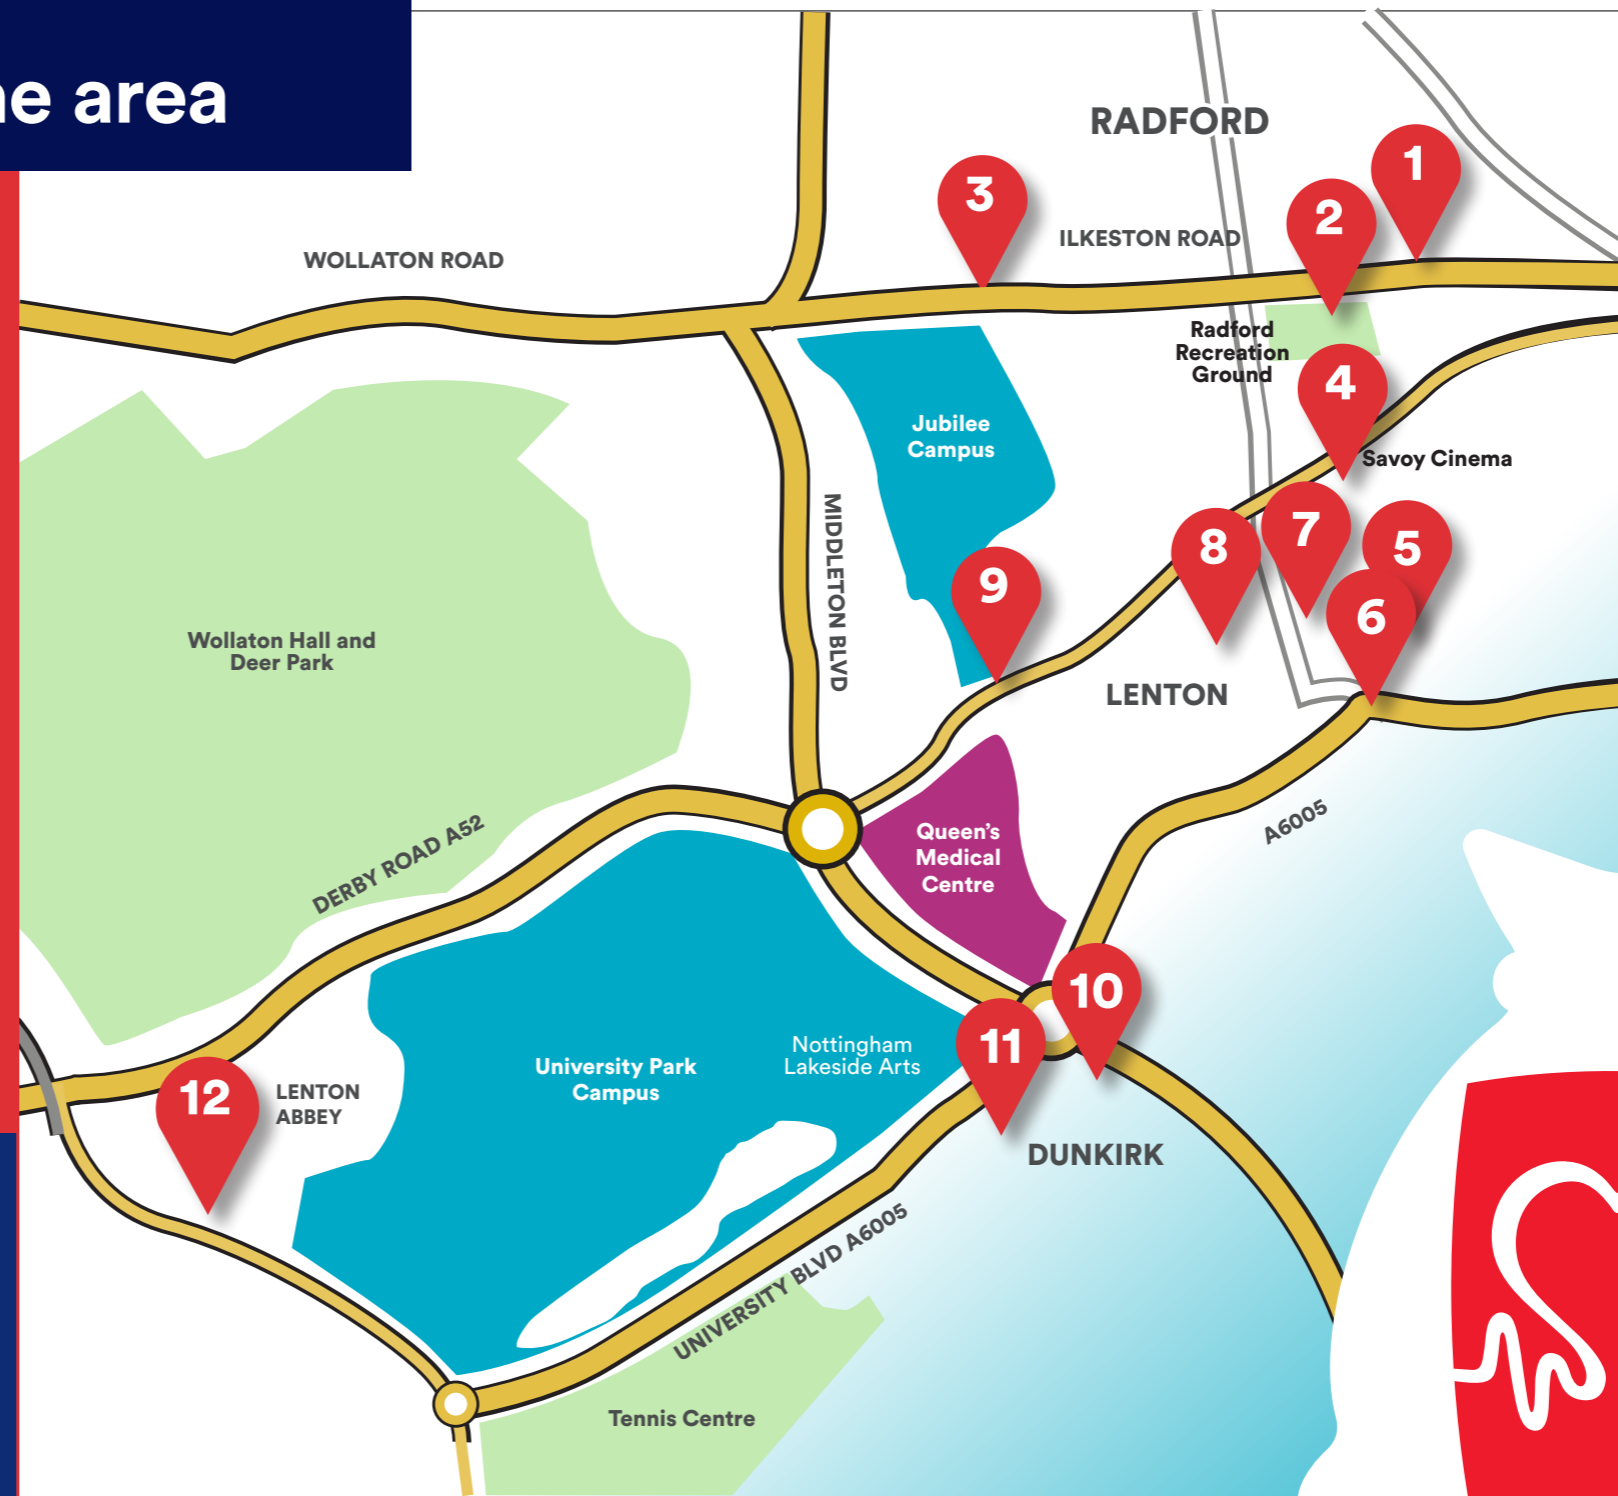 ne area
RADFORD
1
3
2
ILKESTON ROAD
WOLLATON ROAD
Radford
Recreation
Ground
4
Jubilee
Campus
Savoy Cinema
MIDDLETON BLVD
7
8
5
9
6
Wollaton Hall and
Deer Park
LENTON
DERBY ROAD A52
A6005
Queen's
Medical
Centre
10
11
Nottingham
Lakeside Arts
University Park
Campus
12
LENTON
ABBEY
DUNKIRK
UNIVERSITY BLVD A6005
Tennis Centre